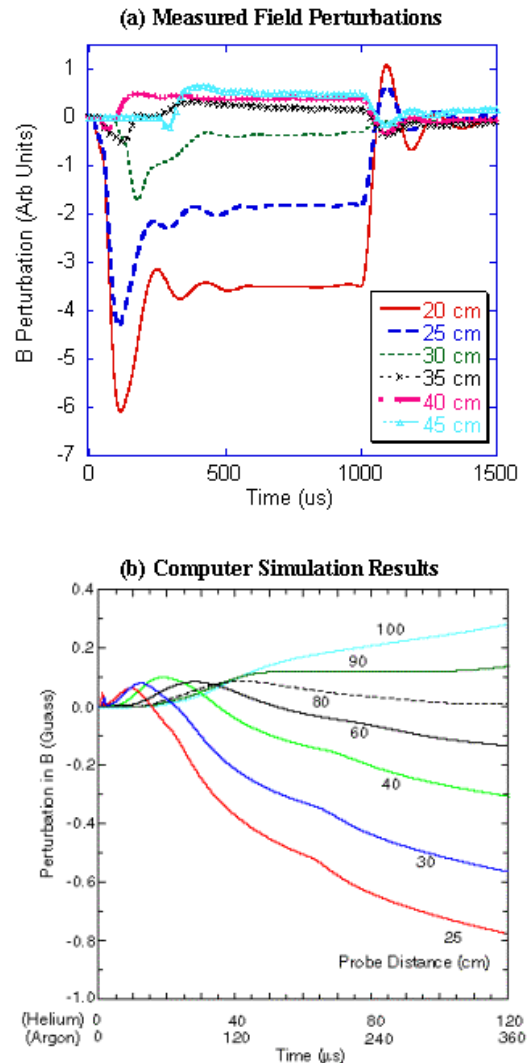 (a) Measured Field Perturbations
B Perturbation (Arb Units)
1
0
-1
-2
-3
-4
-5
-6
-7
20 cm
25 cm
30 cm
35 cm
40 cm
45 cm
0 500 1000 1500
Time (us)
(b) Computer Simulation Results
Perturbation in B (Guass)
0.4
0.2
0.0
-0.2
-0.4
-0.6
-0.8
-1.0
100
90
80
60
40
30
25
Probe Distance (cm)
(Helium) 0 40 80 120
(Argon) 0 120 240 360
Time (μs)